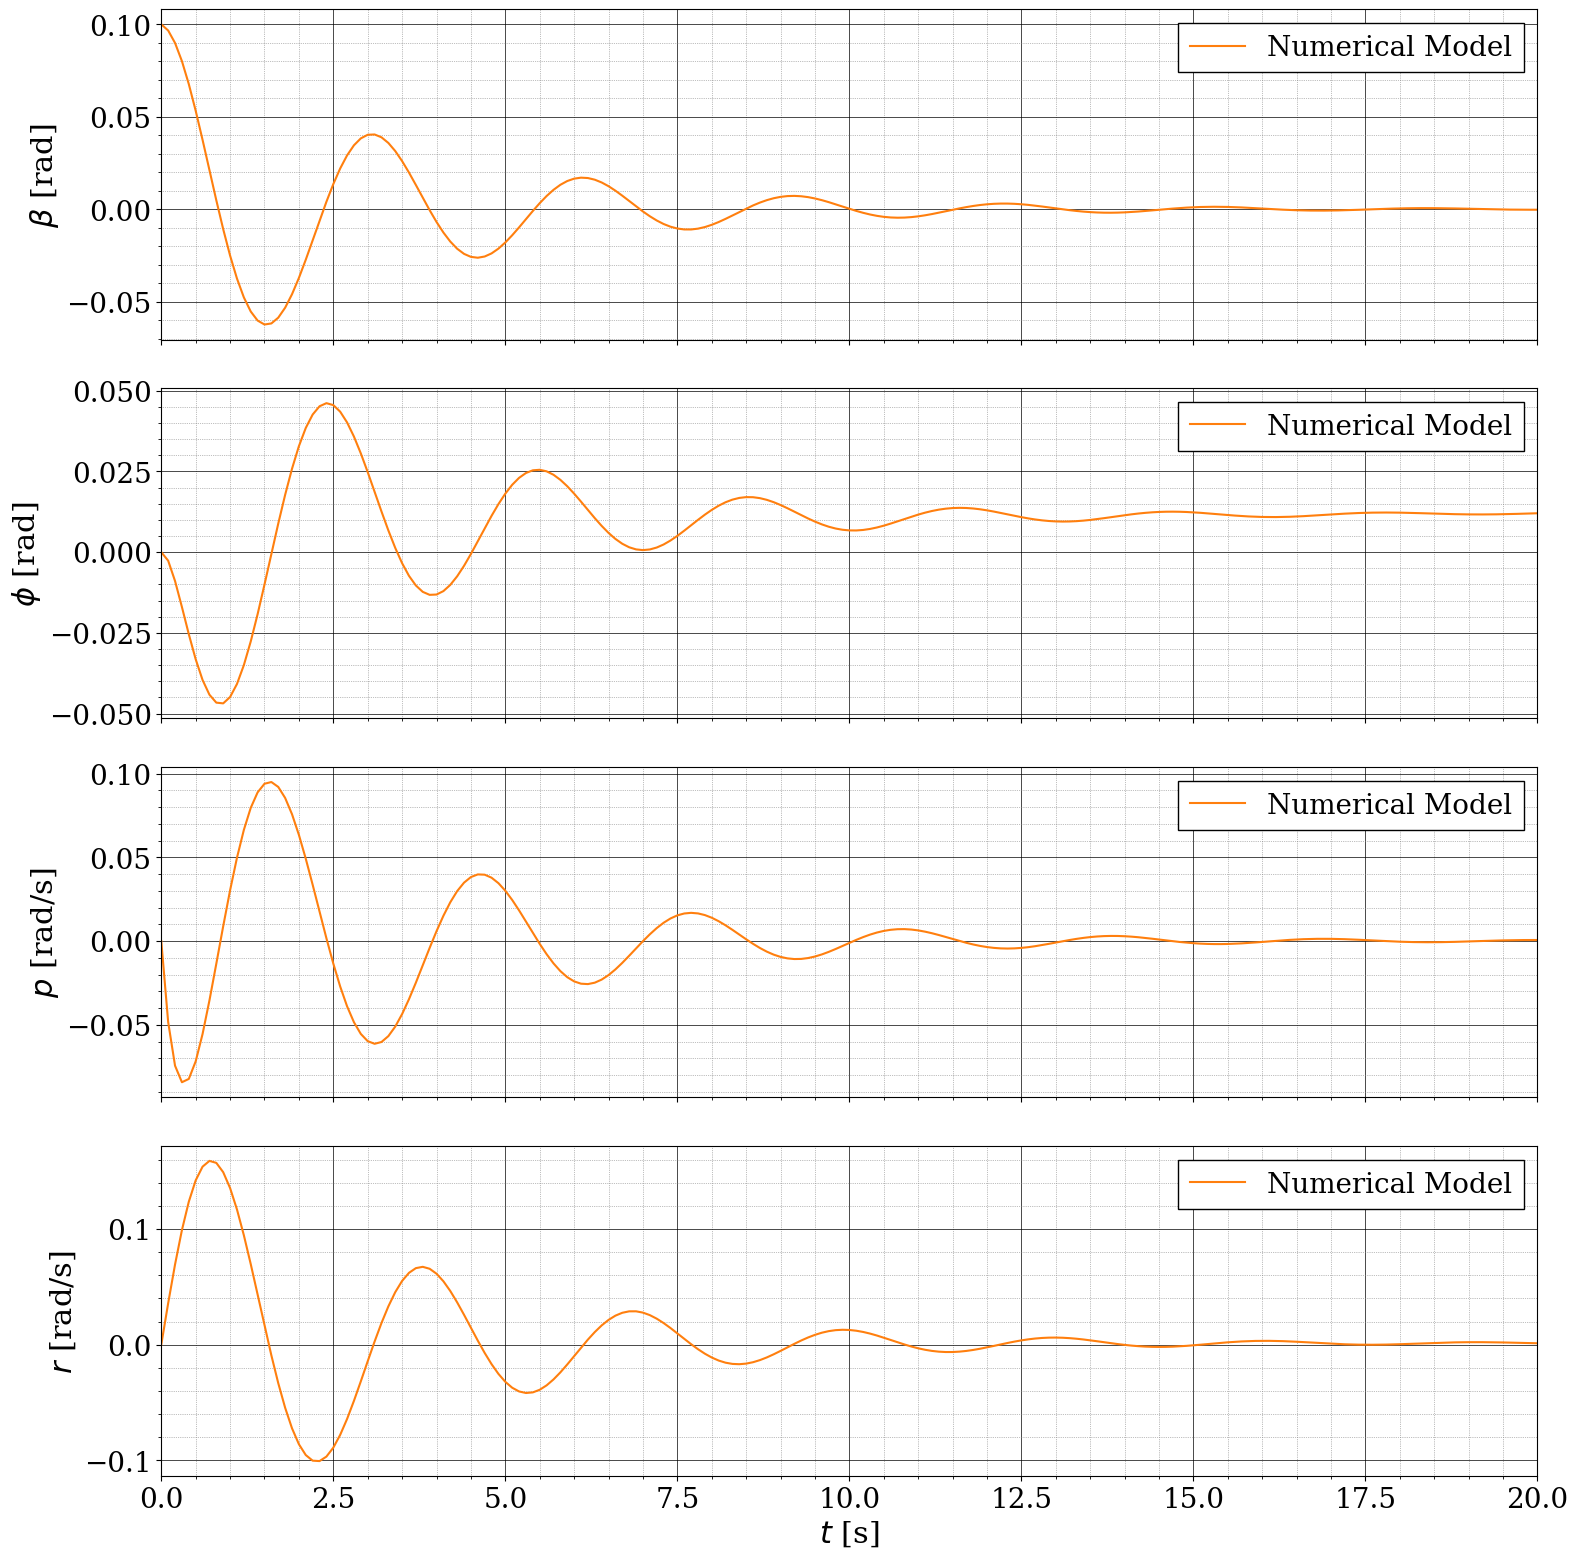 0.10
0.05
0.00
−0.05
β [rad]
Numerical Model
0.050
0.025
0.000
−0.025
−0.050
ϕ [rad]
Numerical Model
0.10
0.05
0.00
−0.05
p [rad/s]
Numerical Model
0.1
0.0
−0.1
r [rad/s]
Numerical Model
0.0 2.5 5.0 7.5 10.0 12.5 15.0 17.5 20.0
t [s]